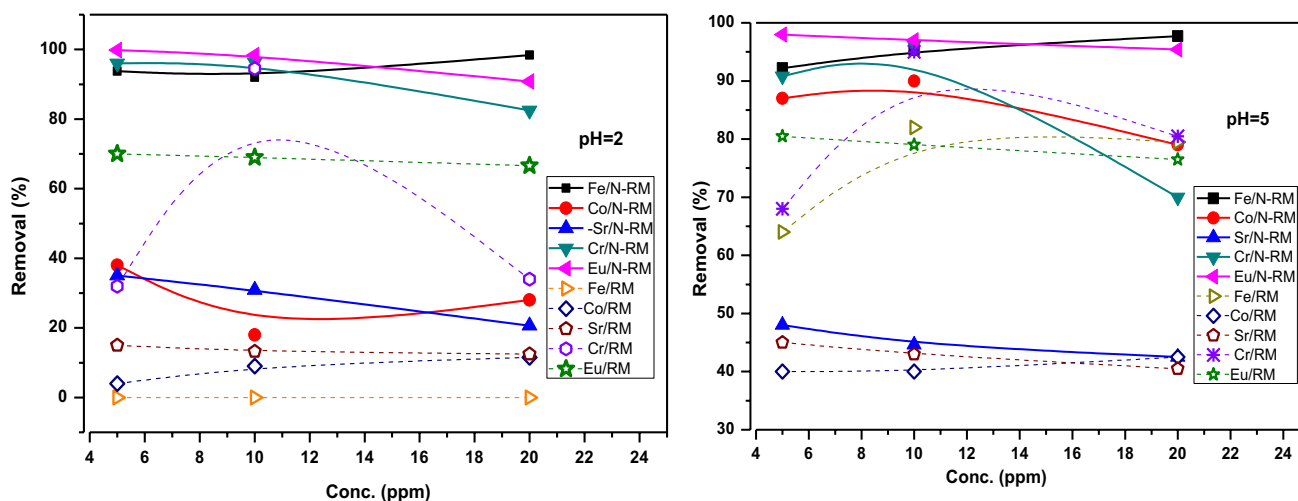 100
80
60
40
20
0
Removal (%)
pH=2
Fe/N-RM
Co/N-RM
-Sr/N-RM
Cr/N-RM
Eu/N-RM
Fe/RM
Co/RM
Sr/RM
Cr/RM
Eu/RM
4 6 8 10 12 14 16 18 20 22 24
Conc. (ppm)
100
90
80
70
60
50
40
30
Removal (%)
pH=5
Fe/N-RM
Co/N-RM
Sr/N-RM
Cr/N-RM
Eu/N-RM
Fe/RM
Co/RM
Sr/RM
Cr/RM
Eu/RM
4 6 8 10 12 14 16 18 20 22 24
Conc. (ppm)